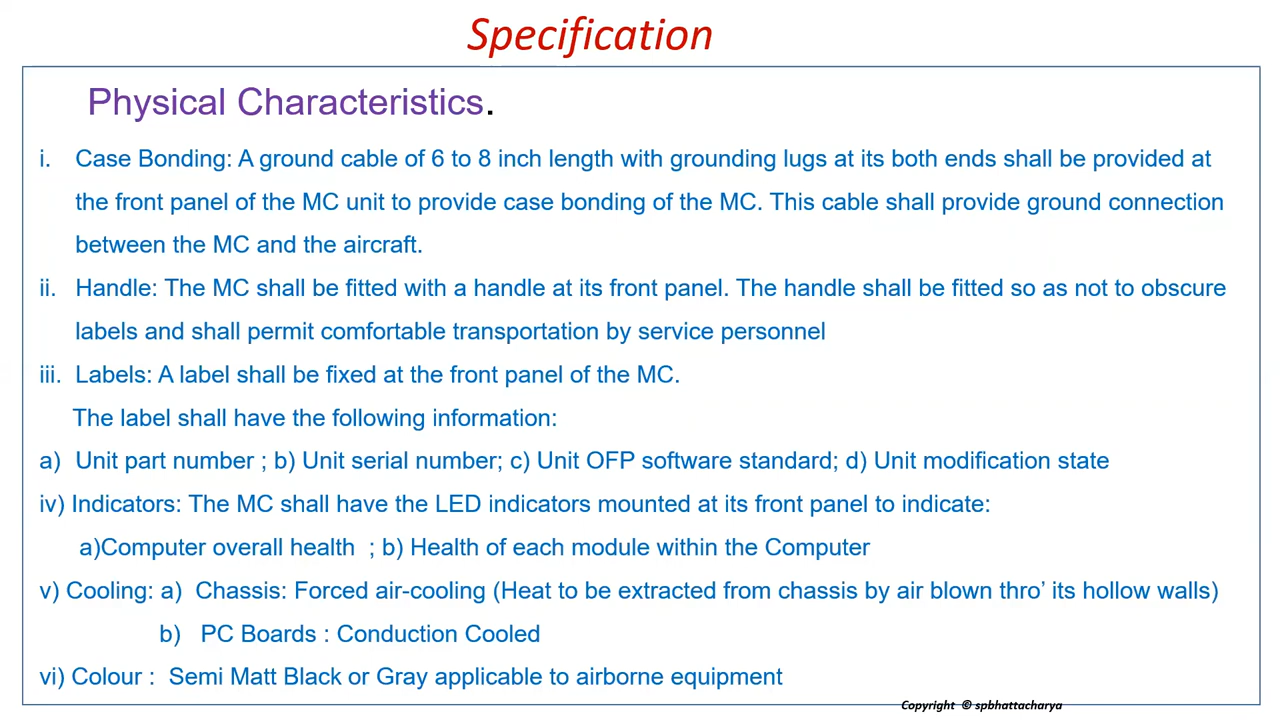 Specification
Physical Characteristics.
i. Case Bonding: A ground cable of 6 to 8 inch length with grounding lugs at its both ends shall be provided at
the front panel of the MC unit to provide case bonding of the MC. This cable shall provide ground connection
between the MC and the aircraft.
ii. Handle: The MC shall be fitted with a handle at its front panel. The handle shall be fitted so as not to obscure
labels and shall permit comfortable transportation by service personnel
iii. Labels: A label shall be fixed at the front panel of the MC.
The label shall have the following information:
a) Unit part number ; b) Unit serial number; c) Unit OFP software standard; d) Unit modification state
iv) Indicators: The MC shall have the LED indicators mounted at its front panel to indicate:
a)Computer overall health ; b) Health of each module within the Computer
v) Cooling: a) Chassis: Forced air-cooling (Heat to be extracted from chassis by air blown thro’ its hollow walls)
b) PC Boards : Conduction Cooled
vi) Colour : Semi Matt Black or Gray applicable to airborne equipment
Copyright © spbhattacharya